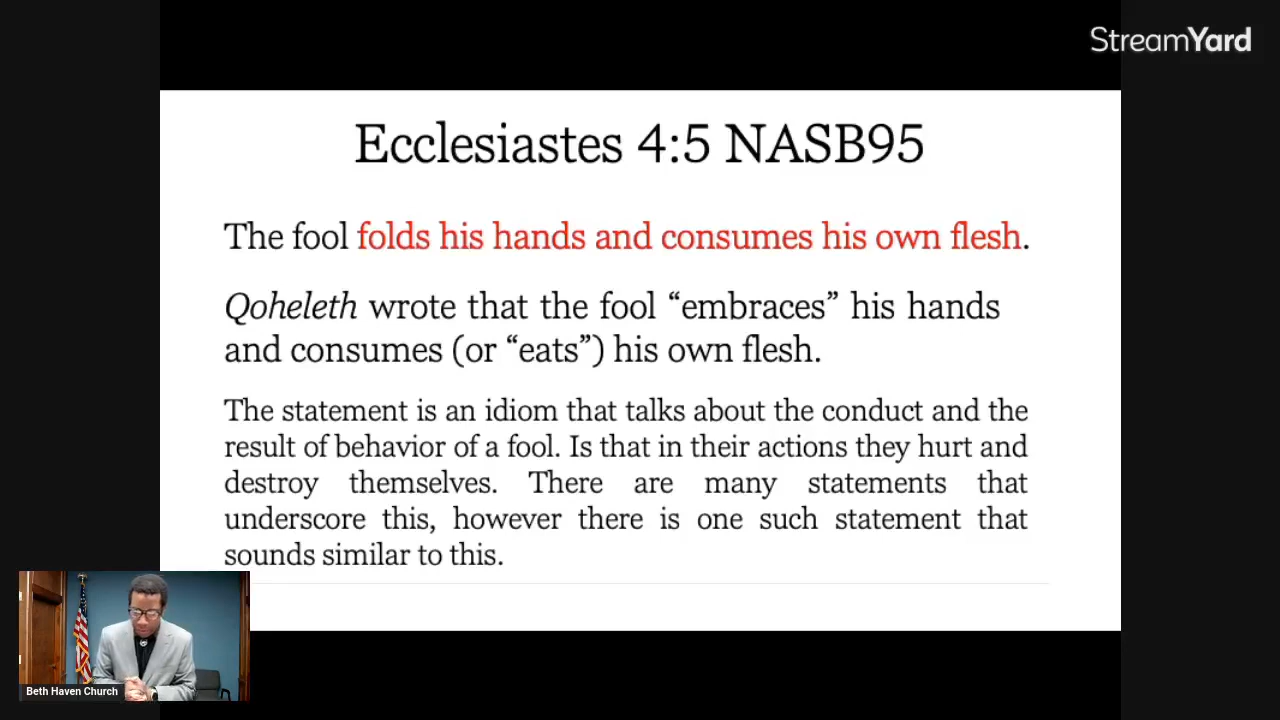 StreamYard
Ecclesiastes 4:5 NASB95
The fool folds his hands and consumes his own flesh.
Qoheleth wrote that the fool “embraces” his hands
and consumes (or “eats”) his own flesh.
The statement is an idiom that talks about the conduct and the
result of behavior of a fool. Is that in their actions they hurt and
destroy themselves. There are many statements that
underscore this, however there is one such statement that
sounds similar to this.
Beth Haven Church